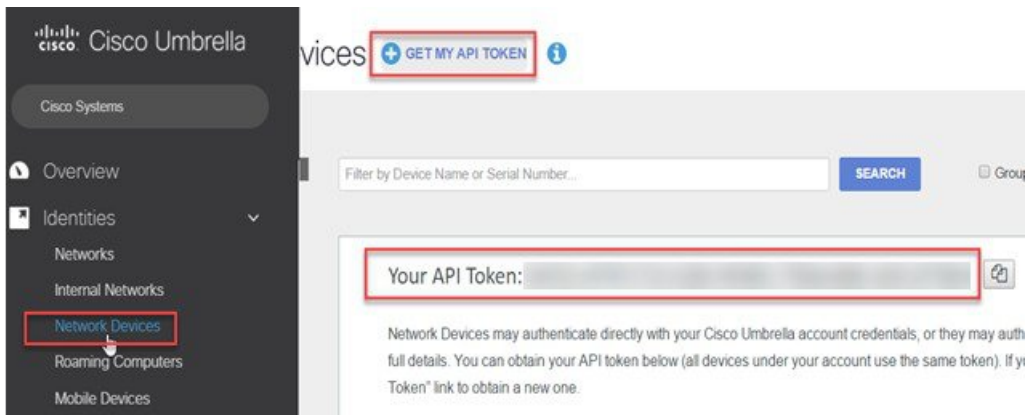 cisco Cisco Umbrella
vices GET MY API TOKEN
Cisco Systems
Overview
Filter by Device Name or Serial Number...
SEARCH
Group
Identities
Networks
Internal Networks
Network Devices
Roaming Computers
Mobile Devices
Your API Token:
Network Devices may authenticate directly with your Cisco Umbrella account credentials, or they may auth
full details. You can obtain your API token below (all devices under your account use the same token). If yo
Token" link to obtain a new one.